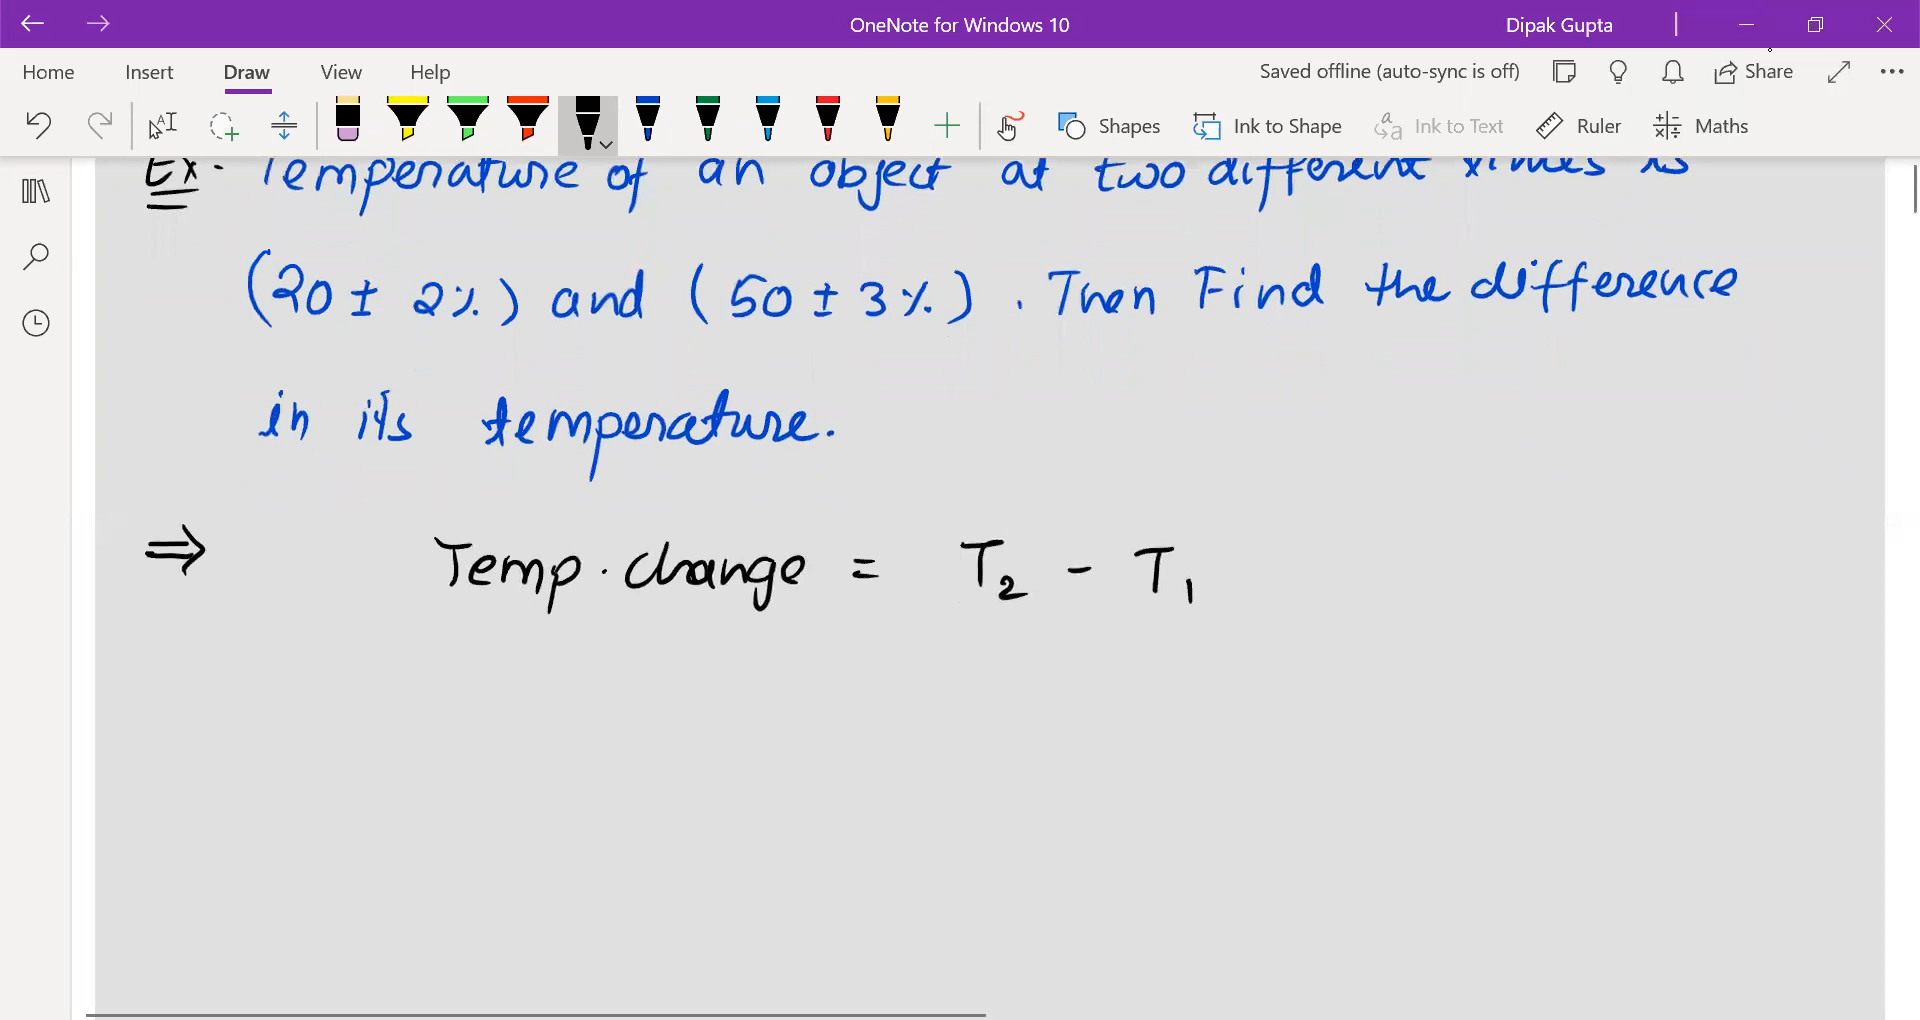 OneNote for Windows 10
Dipak Gupta
Home Insert Draw View Help
Saved offline (auto-sync is off) Share
Shapes Ink to Shape Ink to Text Ruler Maths
Ex. Temperature of an object at two different times is
(20 ± 2%) and (50 ± 3%). Then Find the difference
in its temperature.
⇒ Temp. change = T₂ - T₁